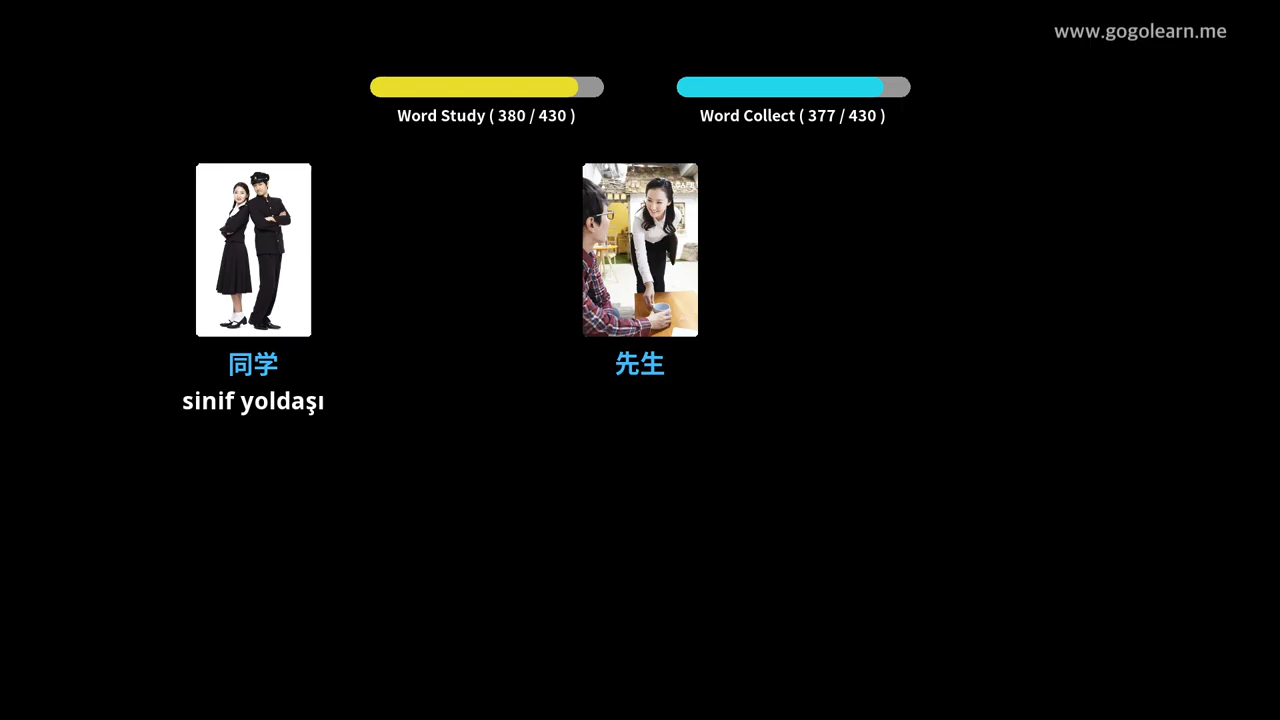 www.gogolearn.me
Word Study ( 380 / 430 )
Word Collect ( 377 / 430 )
同学
先生
sinif yoldaşı